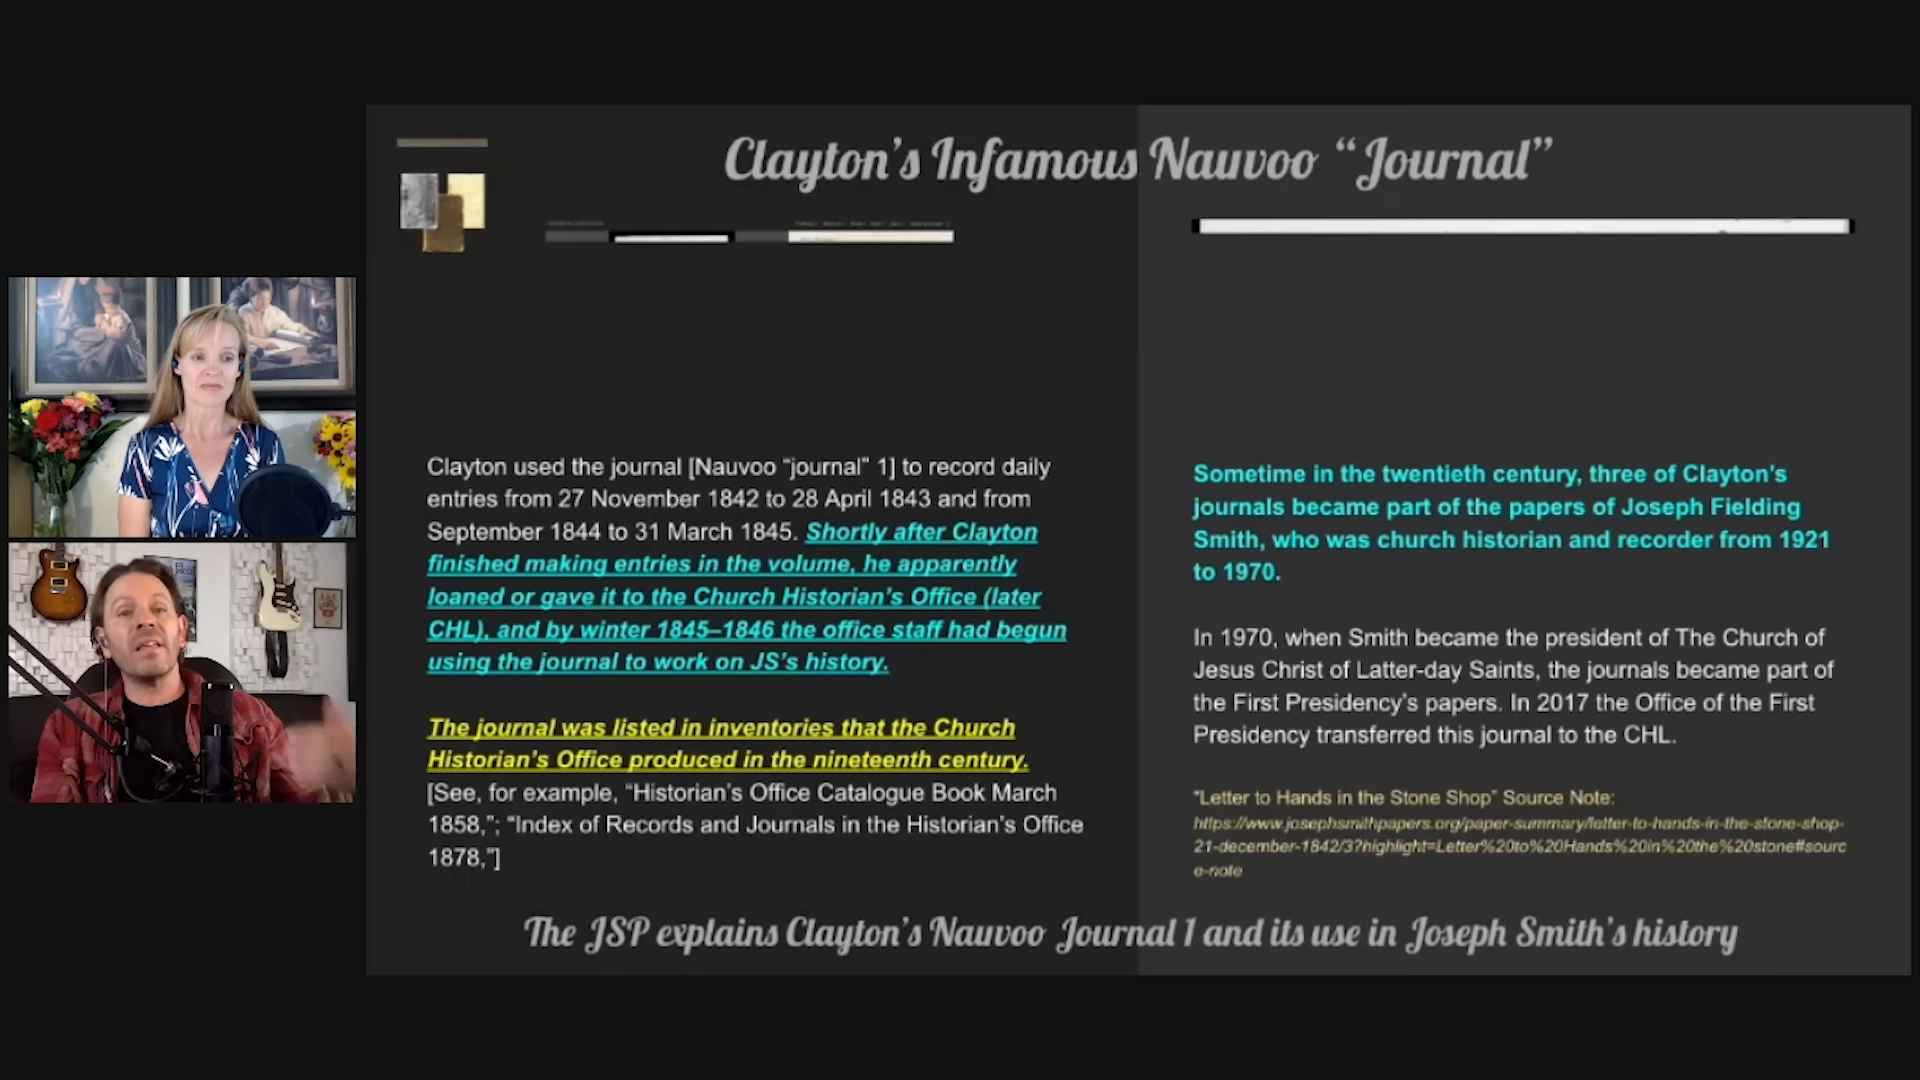 Clayton's Infamous Nauvoo “Journal”
Clayton used the journal [Nauvoo “journal” 1] to record daily
entries from 27 November 1842 to 28 April 1843 and from
September 1844 to 31 March 1845. Shortly after Clayton
finished making entries in the volume, he apparently
loaned or gave it to the Church Historian's Office (later
CHL), and by winter 1845–1846 the office staff had begun
using the journal to work on JS's history.
The journal was listed in inventories that the Church
Historian's Office produced in the nineteenth century.
[See, for example, “Historian's Office Catalogue Book March
1858,”; “Index of Records and Journals in the Historian's Office
1878,”]
Sometime in the twentieth century, three of Clayton's
journals became part of the papers of Joseph Fielding
Smith, who was church historian and recorder from 1921
to 1970.
In 1970, when Smith became the president of The Church of
Jesus Christ of Latter-day Saints, the journals became part of
the First Presidency's papers. In 2017 the Office of the First
Presidency transferred this journal to the CHL.
“Letter to Hands in the Stone Shop” Source Note:
https://www.josephsmithpapers.org/paper-summary/letter-to-hands-in-the-stone-shop-
21-december-1842/3?highlight=Letter%20to%20Hands%20in%20the%20stone#sourc
e-note
The JSP explains Clayton's Nauvoo Journal 1 and its use in Joseph Smith's history